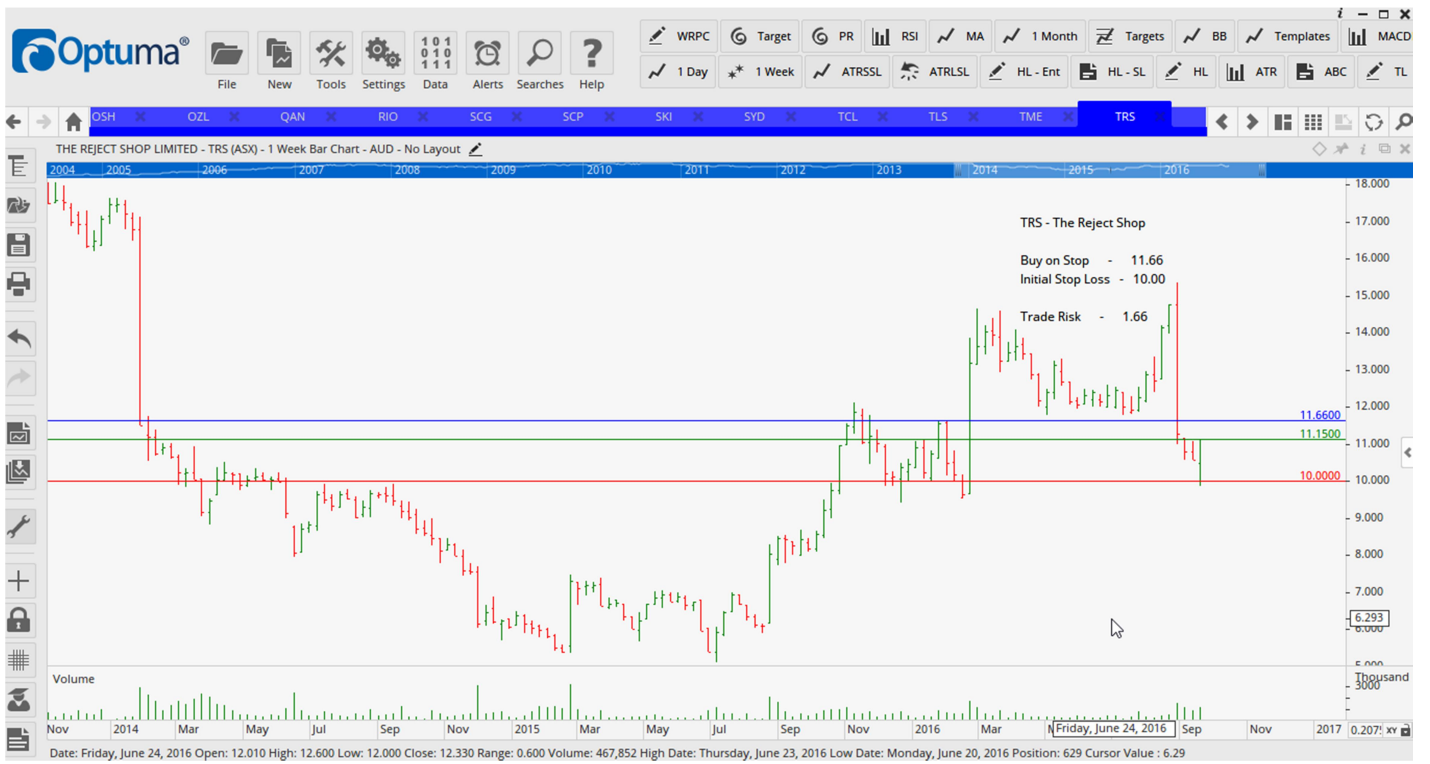 Optuma®
File New Tools Settings Data Alerts Searches Help
WRPC Target PR RSI MA 1 Month Targets BB Templates MACD
1 Day 1 Week ATRSSL ATRLSL HL - Ent HL - SL HL ATR ABC TL
OSH OZL QAN RIO SCG SCP SKI SYD TCL TLS TME TRS
THE REJECT SHOP LIMITED - TRS (ASX) - 1 Week Bar Chart - AUD - No Layout
2004 2005 2006 2007 2008 2009 2010 2011 2012 2013 2014 2015 2016
18.000
TRS - The Reject Shop
17.000
Buy on Stop - 11.66
16.000
Initial Stop Loss - 10.00
15.000
Trade Risk - 1.66
14.000
13.000
12.000
11.6600
11.1500
11.000
10.0000
10.000
9.000
8.000
7.000
6.293
6.000
5.000
Volume
Thousand
3000
Nov 2014 Mar May Jul Sep Nov 2015 Mar May Jul Sep Nov 2016 Mar Friday, June 24, 2016 Sep Nov 2017 XY
Date: Friday, June 24, 2016 Open: 12.010 High: 12.600 Low: 12.000 Close: 12.330 Range: 0.600 Volume: 467,852 High Date: Thursday, June 23, 2016 Low Date: Monday, June 20, 2016 Position: 629 Cursor Value : 6.29